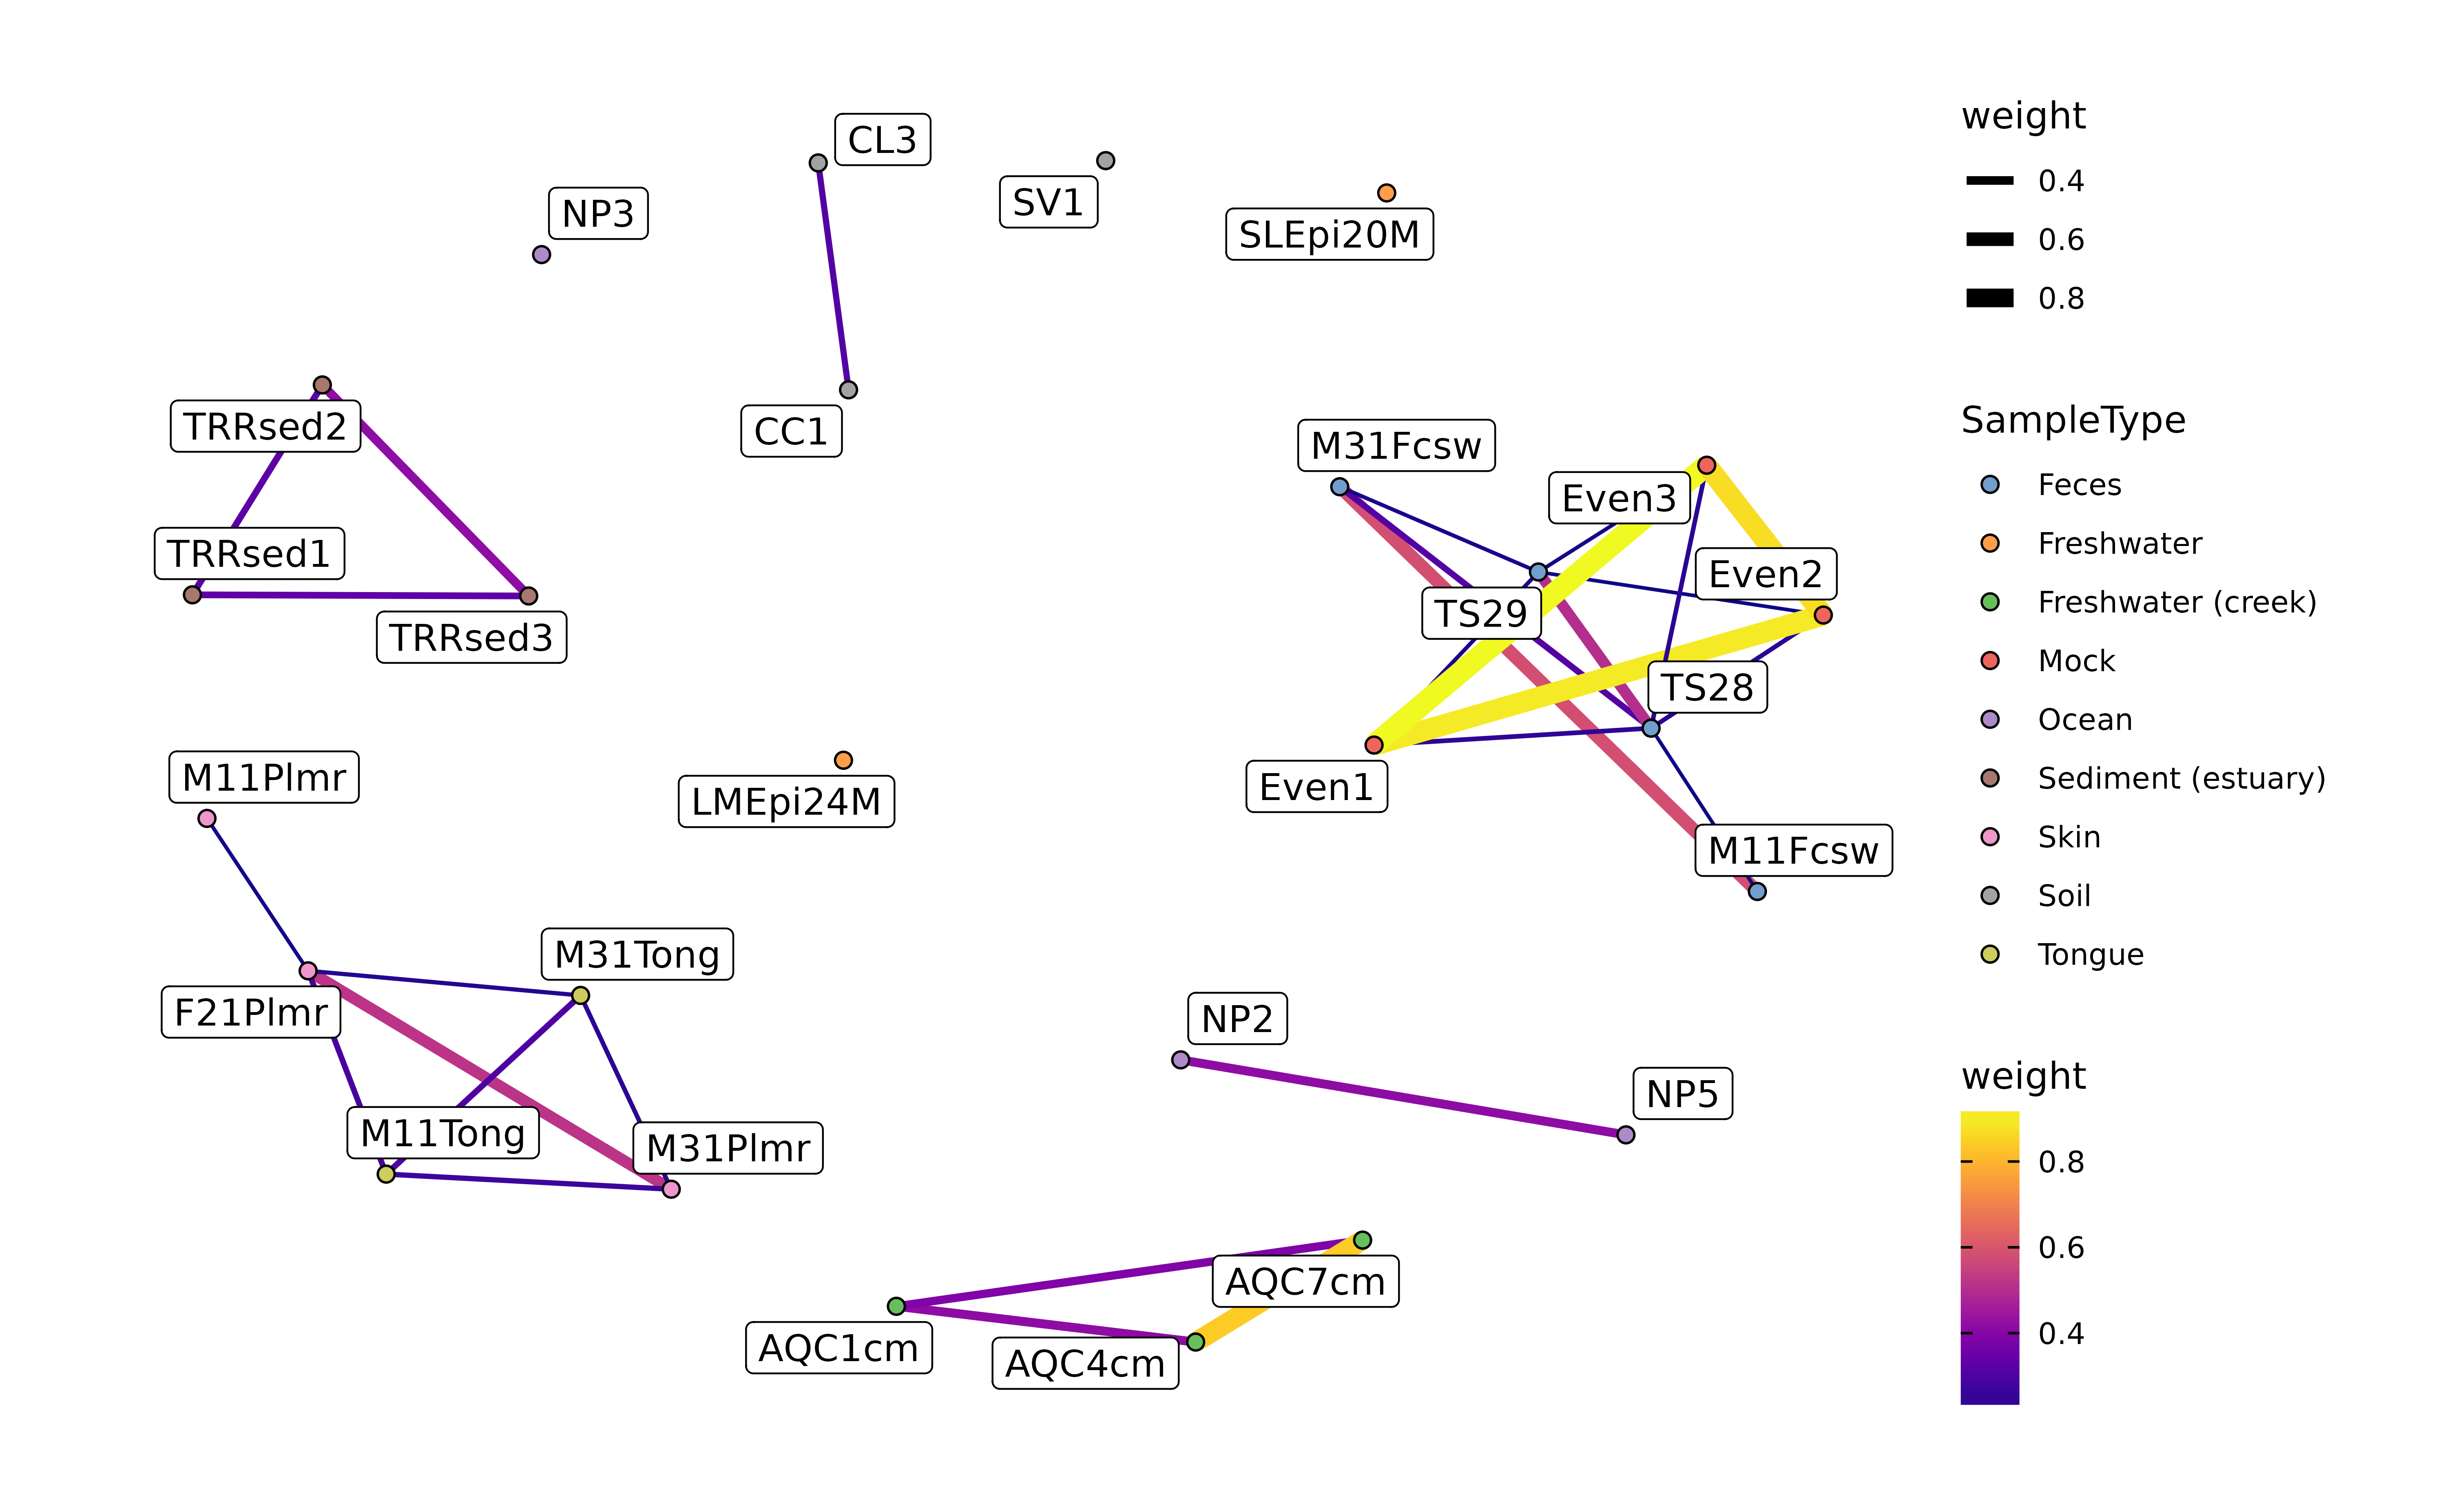 CL3
NP3
SV1
SLEpi20M
TRRsed2
CC1
M31Fcsw
Even3
TRRsed1
Even2
TS29
TRRsed3
TS28
M11Plmr
LMEpi24M
Even1
M11Fcsw
M31Tong
F21Plmr
NP2
NP5
M11Tong
M31Plmr
AQC7cm
AQC1cm
AQC4cm
weight
0.4
0.6
0.8
SampleType
Feces
Freshwater
Freshwater (creek)
Mock
Ocean
Sediment (estuary)
Skin
Soil
Tongue
weight
0.8
0.6
0.4